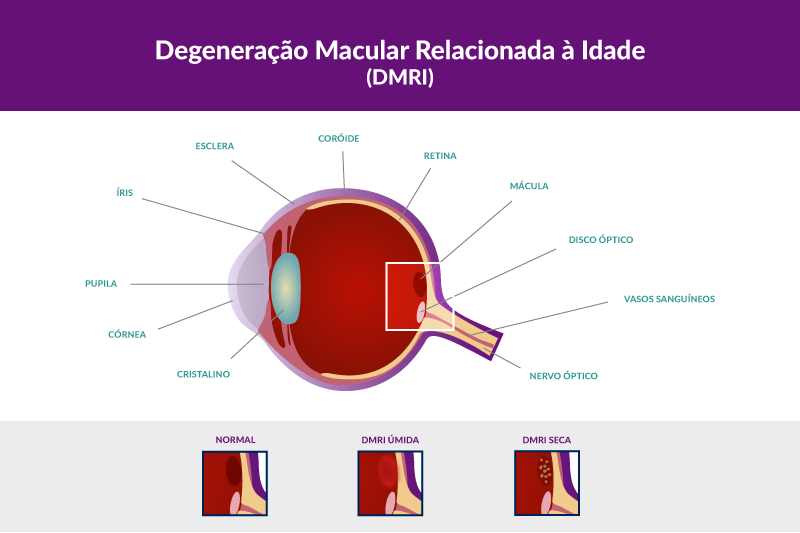 Degeneração Macular Relacionada à Idade
(DMRI)
CORÓIDE
ESCLERA
RETINA
ÍRIS
MÁCULA
DISCO ÓPTICO
PUPILA
VASOS SANGUÍNEOS
CÓRNEA
CRISTALINO
NERVO ÓPTICO
NORMAL
DMRI ÚMIDA
DMRI SECA